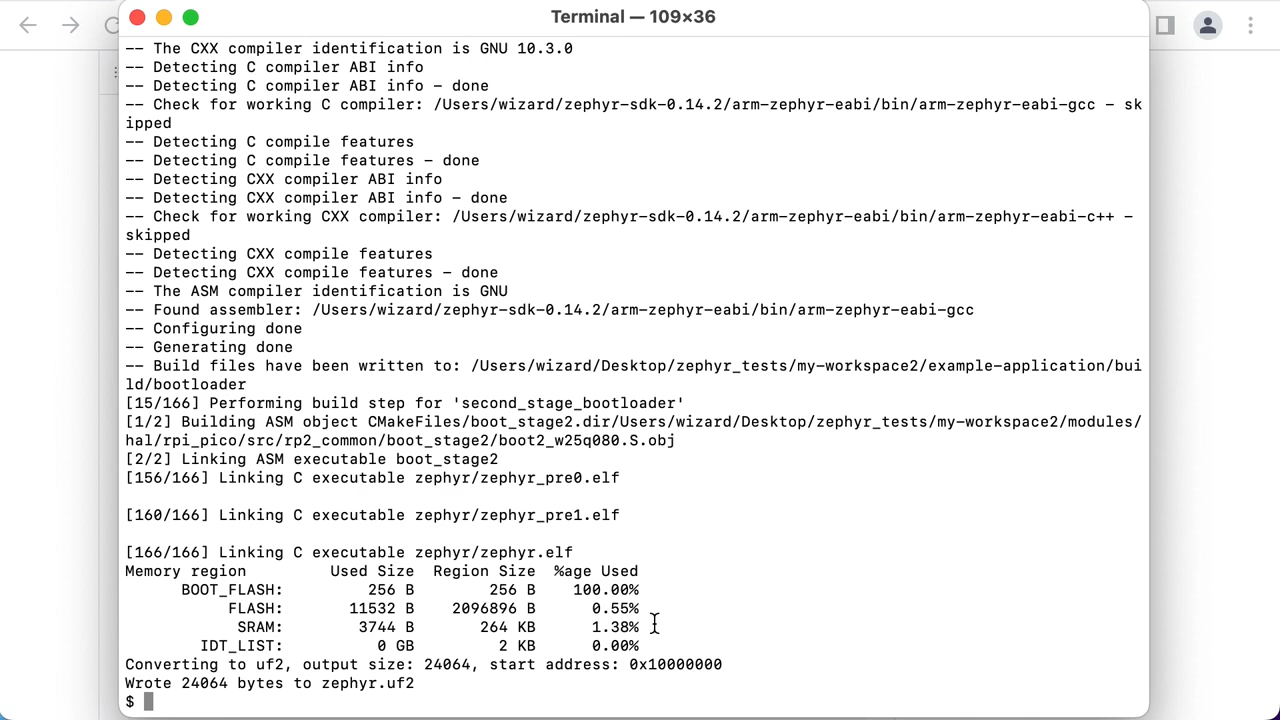 Terminal — 109×36
-- The CXX compiler identification is GNU 10.3.0
-- Detecting C compiler ABI info
-- Detecting C compiler ABI info - done
-- Check for working C compiler: /Users/wizard/zephyr-sdk-0.14.2/arm-zephyr-eabi/bin/arm-zephyr-eabi-gcc - sk
ipped
-- Detecting C compile features
-- Detecting C compile features - done
-- Detecting CXX compiler ABI info
-- Detecting CXX compiler ABI info - done
-- Check for working CXX compiler: /Users/wizard/zephyr-sdk-0.14.2/arm-zephyr-eabi/bin/arm-zephyr-eabi-c++ -
skipped
-- Detecting CXX compile features
-- Detecting CXX compile features - done
-- The ASM compiler identification is GNU
-- Found assembler: /Users/wizard/zephyr-sdk-0.14.2/arm-zephyr-eabi/bin/arm-zephyr-eabi-gcc
-- Configuring done
-- Generating done
-- Build files have been written to: /Users/wizard/Desktop/zephyr_tests/my-workspace2/example-application/bui
ld/bootloader
[15/166] Performing build step for 'second_stage_bootloader'
[1/2] Building ASM object CMakeFiles/boot_stage2.dir/Users/wizard/Desktop/zephyr_tests/my-workspace2/modules/
hal/rpi_pico/src/rp2_common/boot_stage2/boot2_w25q080.S.obj
[2/2] Linking ASM executable boot_stage2
[156/166] Linking C executable zephyr/zephyr_pre0.elf
[160/166] Linking C executable zephyr/zephyr_pre1.elf
[166/166] Linking C executable zephyr/zephyr.elf
Memory region         Used Size  Region Size  %age Used
      BOOT_FLASH:         256 B        256 B    100.00%
           FLASH:       11532 B    2096896 B      0.55%
            SRAM:        3744 B       264 KB      1.38%
        IDT_LIST:          0 GB         2 KB      0.00%
Converting to uf2, output size: 24064, start address: 0x10000000
Wrote 24064 bytes to zephyr.uf2
$